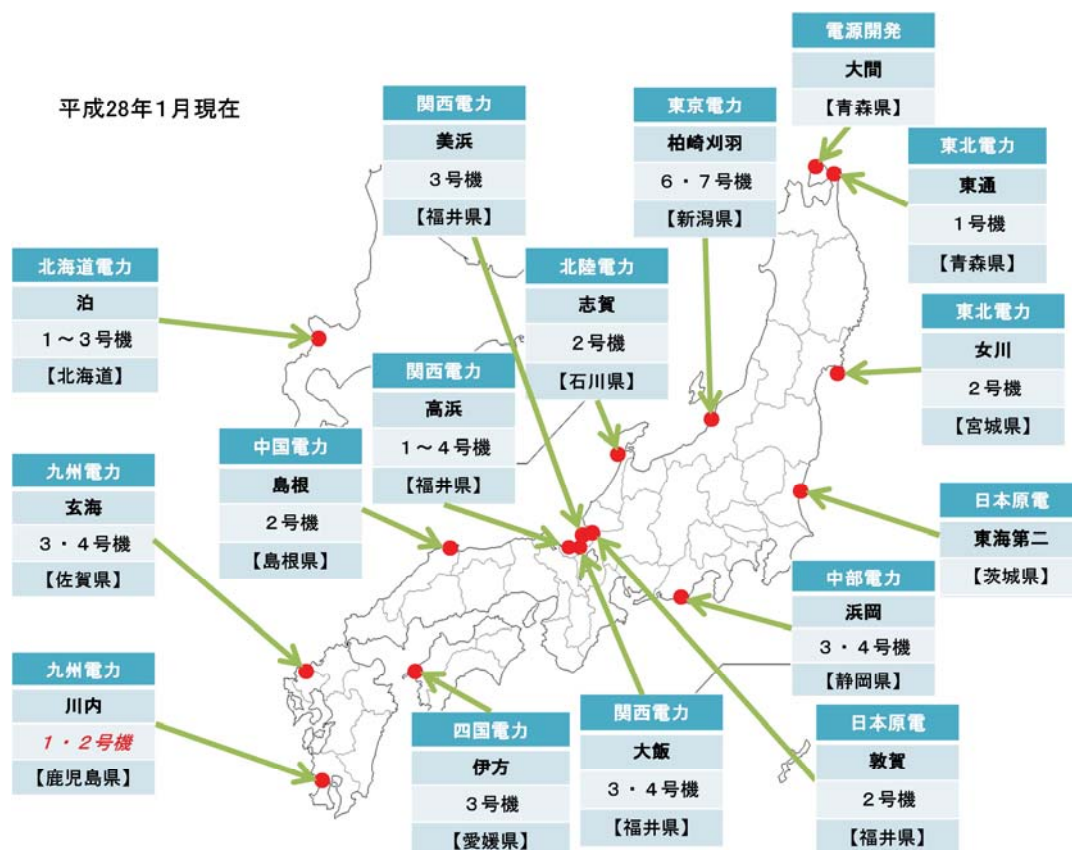 平成28年1月現在
電源開発
大間
【青森県】
関西電力
美浜
３号機
【福井県】
東京電力
柏崎刈羽
６・７号機
【新潟県】
東北電力
東通
１号機
【青森県】
北海道電力
泊
１～３号機
【北海道】
北陸電力
志賀
２号機
【石川県】
東北電力
女川
２号機
【宮城県】
関西電力
高浜
１～４号機
【福井県】
中国電力
島根
２号機
【島根県】
九州電力
玄海
３・４号機
【佐賀県】
日本原電
東海第二
【茨城県】
中部電力
浜岡
３・４号機
【静岡県】
九州電力
川内
１・２号機
【鹿児島県】
四国電力
伊方
３号機
【愛媛県】
関西電力
大飯
３・４号機
【福井県】
日本原電
敦賀
２号機
【福井県】